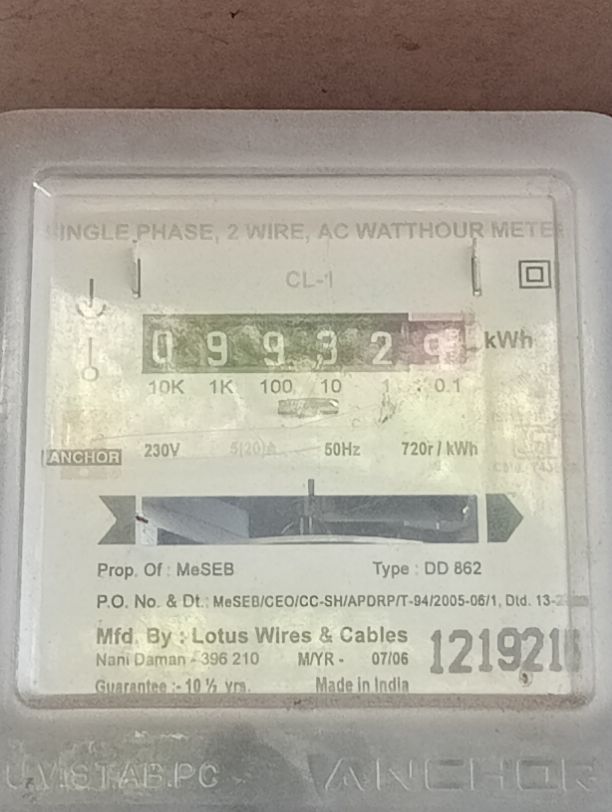 SINGLE PHASE, 2 WIRE, AC WATTHOUR METER
CL-1
0 9 9 3 2 9 kWh
10K 1K 100 10 1 0.1
ANCHOR 230V 5(20)A 50Hz 720r / kWh
Prop. Of : MeSEB Type : DD 862
P.O. No. & Dt.: MeSEB/CEO/CC-SH/APDRP/T-94/2005-06/1, Dtd. 13-2
Mfd. By : Lotus Wires & Cables
Nani Daman - 396 210 M/YR - 07/06 121921
Guarantee :- 10 ½ yrs. Made in India
ANCHOR